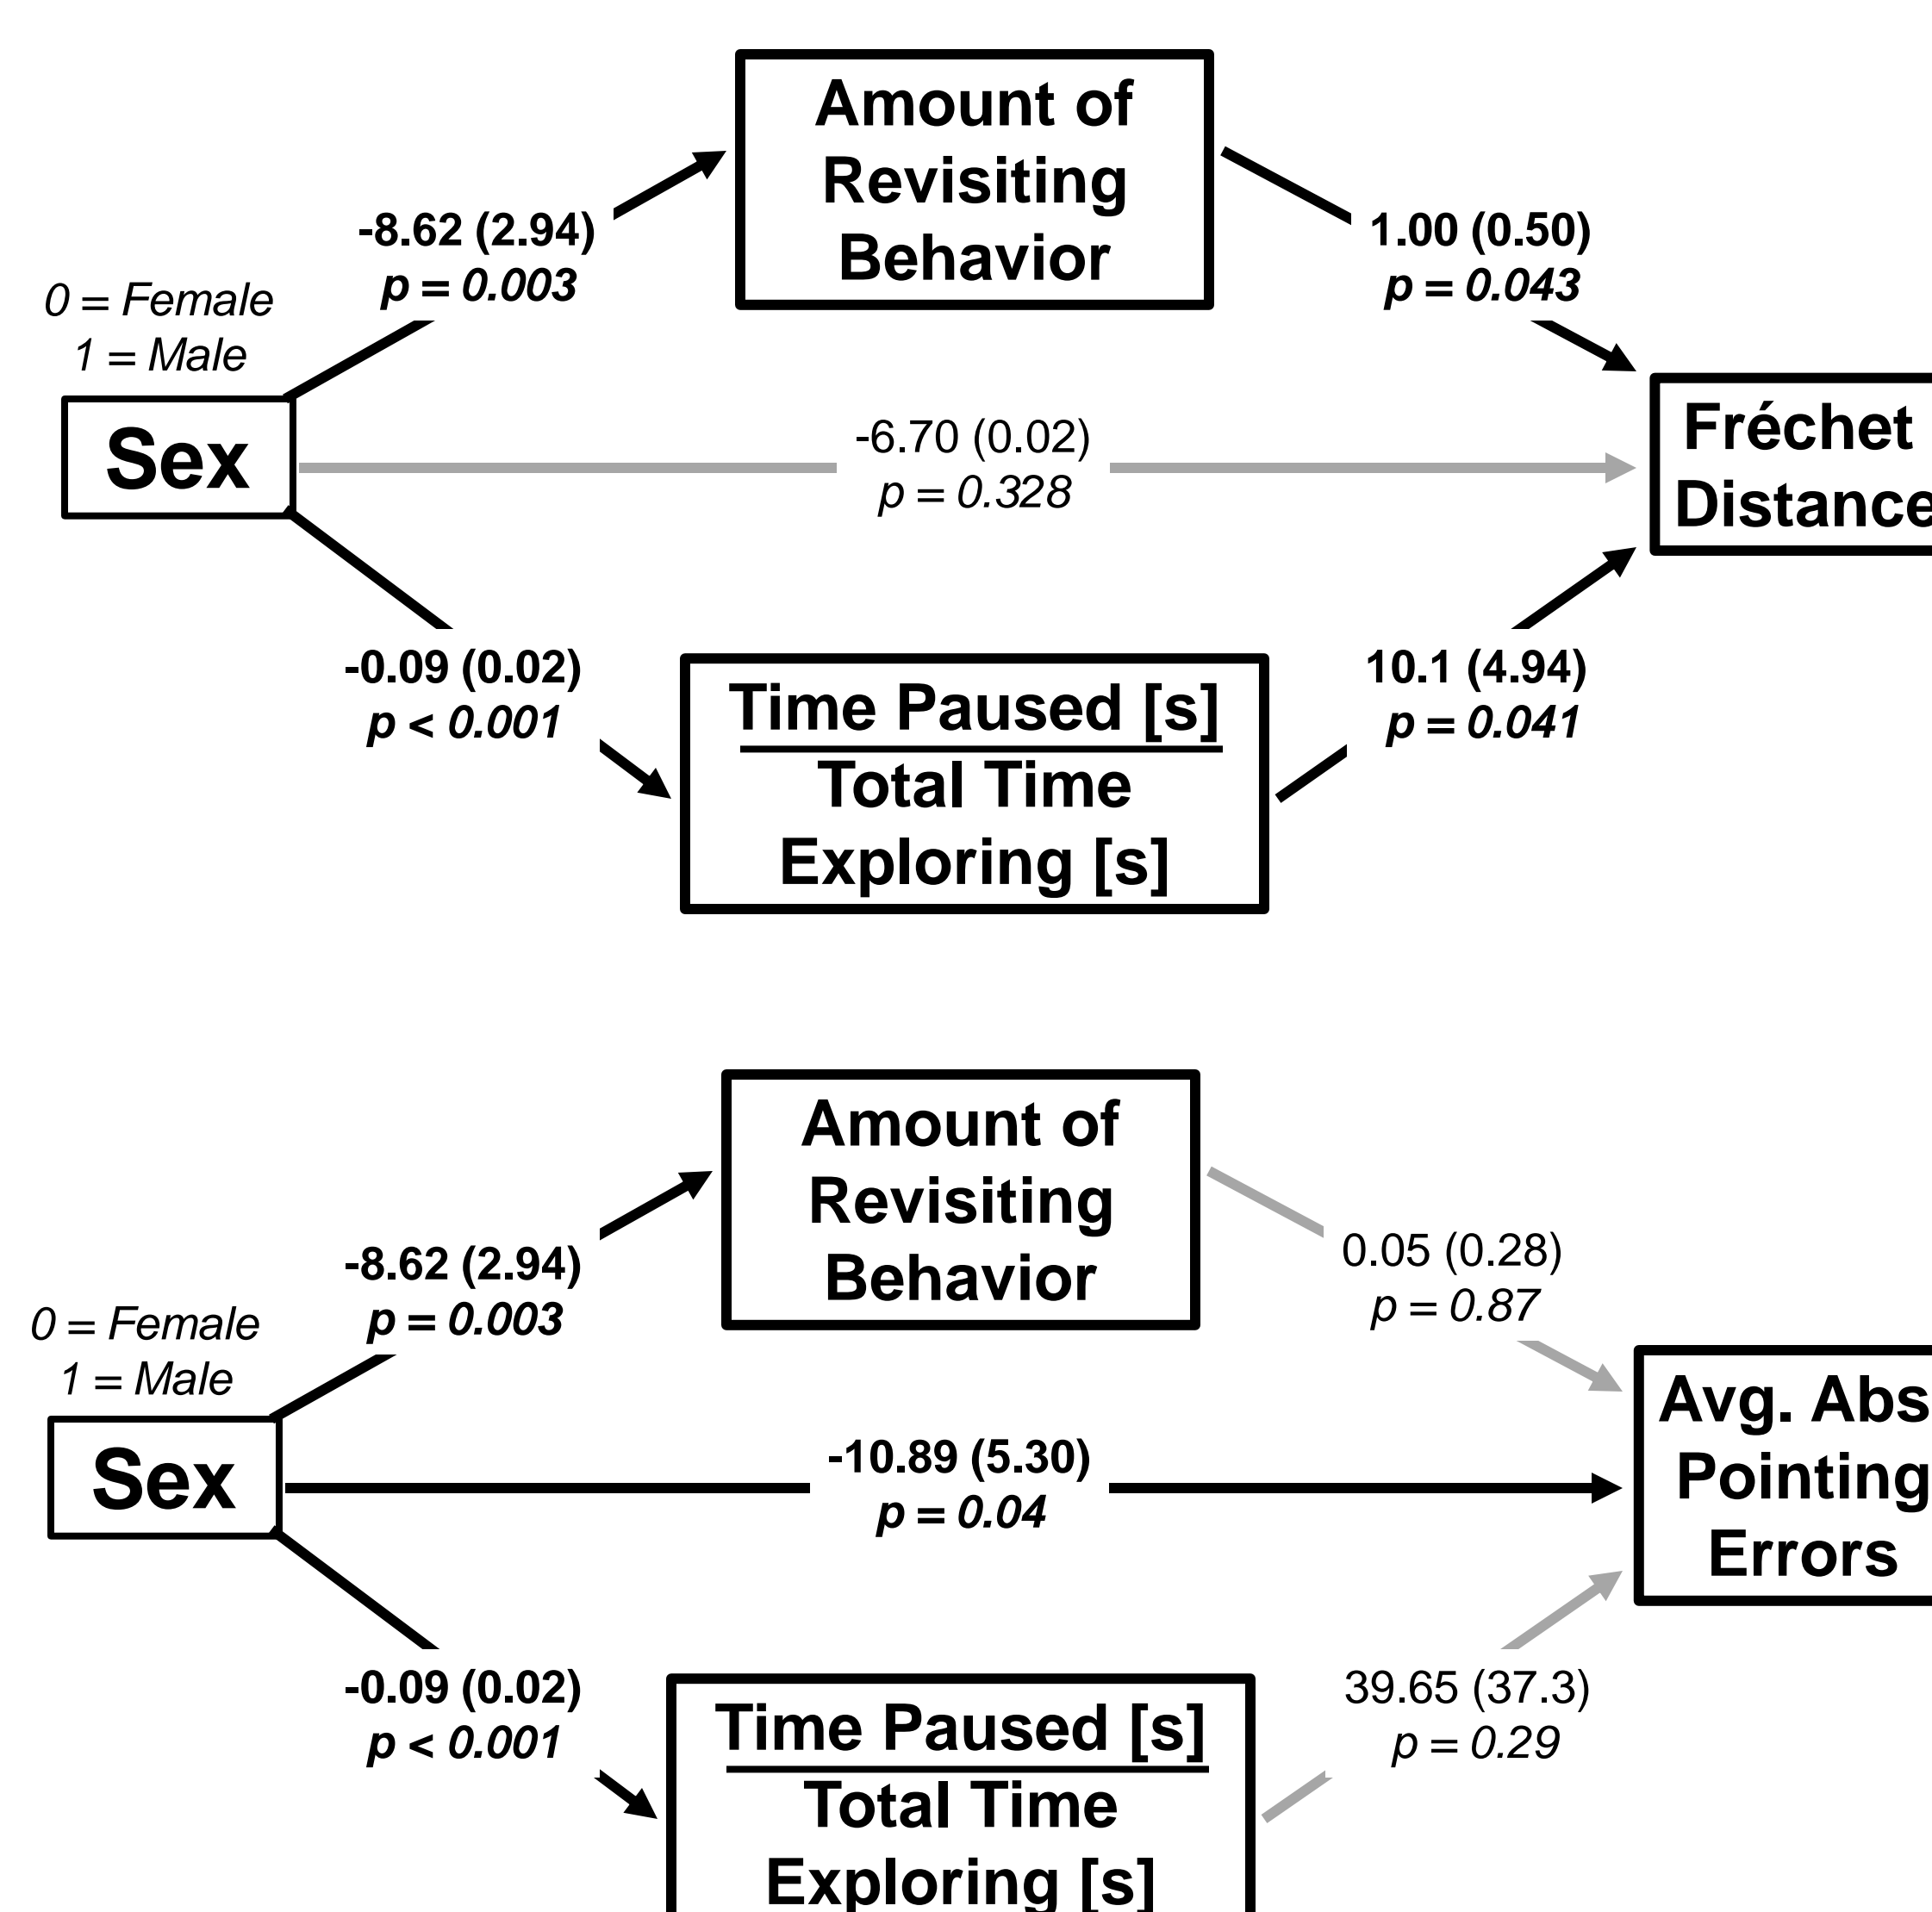 Amount of
Revisiting
Behavior
-8.62 (2.94)
p = 0.003
1.00 (0.50)
p = 0.043
0 = Female
1 = Male
Sex
-6.70 (0.02)
p = 0.328
Fréchet
Distance
-0.09 (0.02)
p < 0.001
10.1 (4.94)
p = 0.041
Time Paused [s]
Total Time
Exploring [s]
Amount of
Revisiting
Behavior
-8.62 (2.94)
p = 0.003
0.05 (0.28)
p = 0.87
0 = Female
1 = Male
Sex
-10.89 (5.30)
p = 0.04
Avg. Abs
Pointing
Errors
-0.09 (0.02)
p < 0.001
39.65 (37.3)
p = 0.29
Time Paused [s]
Total Time
Exploring [s]